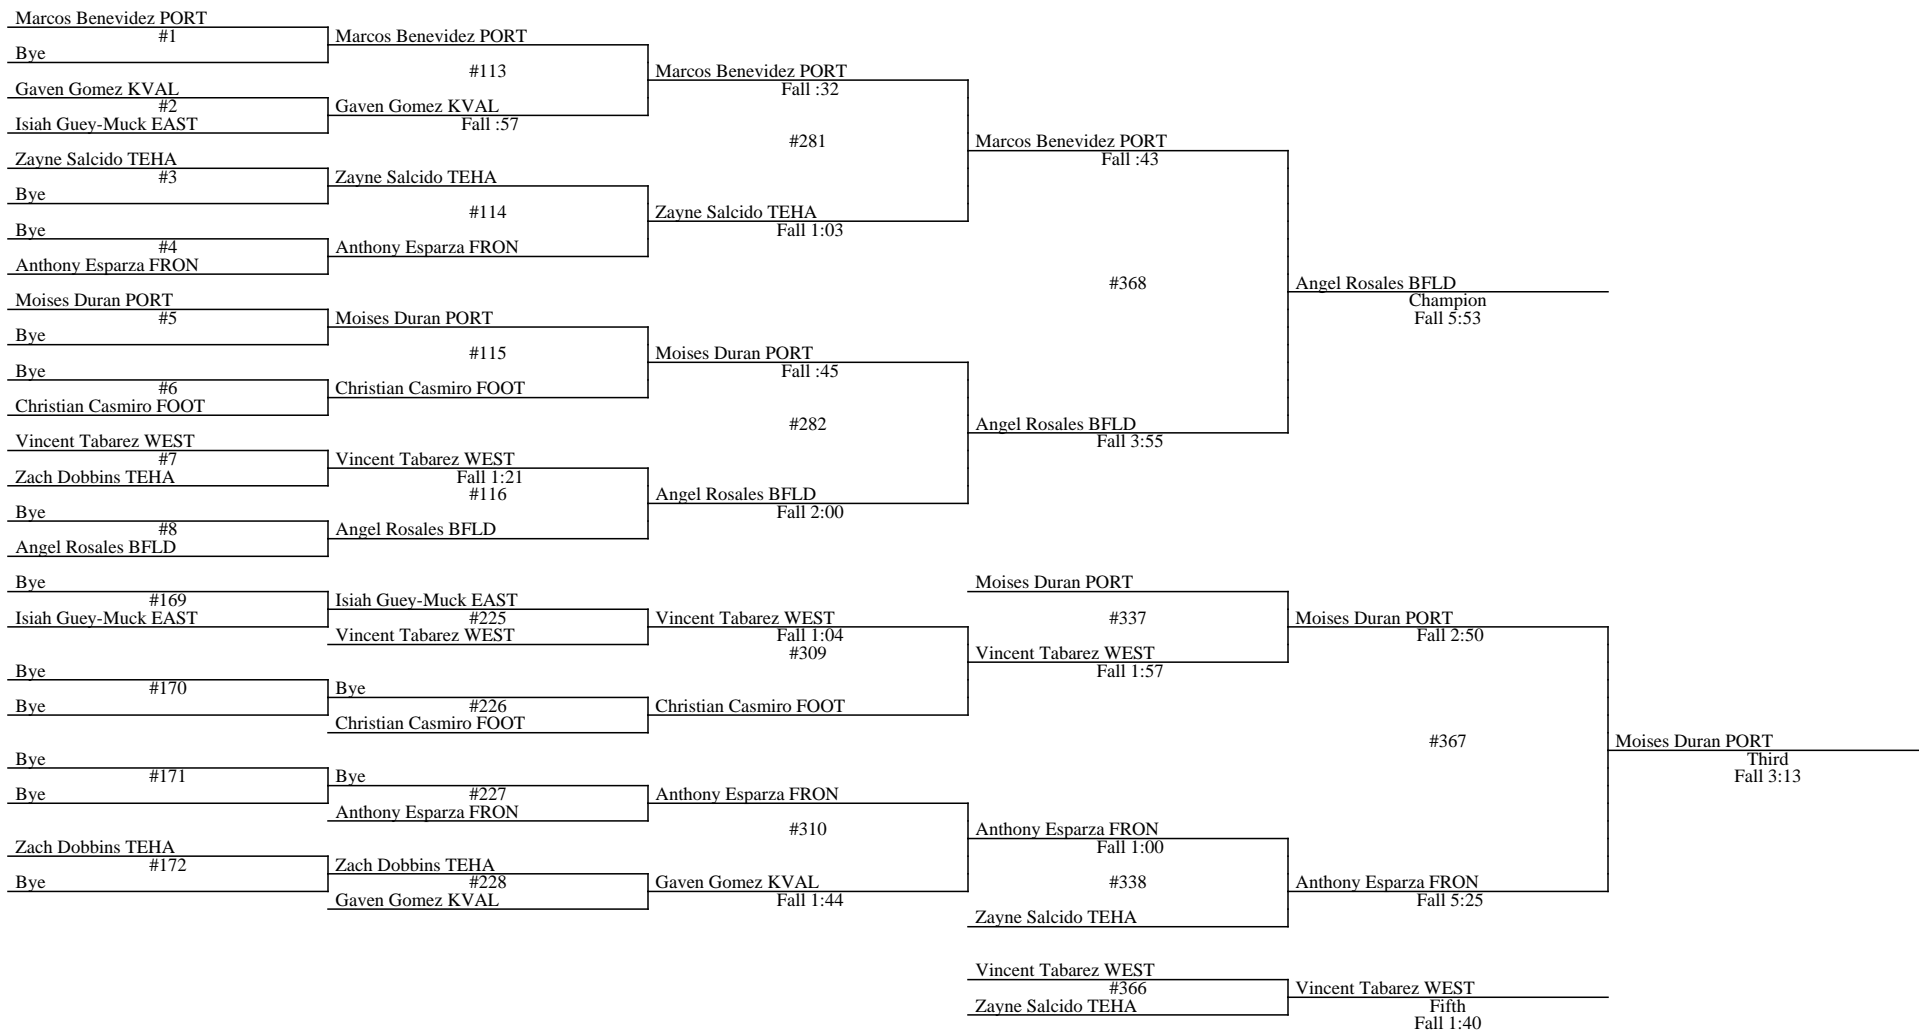 Marcos Benevidez PORT
#1
Bye
Gaven Gomez KVAL
#2
Isiah Guey-Muck EAST
Zayne Salcido TEHA
#3
Bye
Bye
#4
Anthony Esparza FRON
Moises Duran PORT
#5
Bye
Bye
#6
Christian Casmiro FOOT
Vincent Tabarez WEST
#7
Zach Dobbins TEHA
Bye
#8
Angel Rosales BFLD
Marcos Benevidez PORT
#113
Gaven Gomez KVAL
Fall :57
Zayne Salcido TEHA
#114
Anthony Esparza FRON
Moises Duran PORT
#115
Christian Casmiro FOOT
Vincent Tabarez WEST
Fall 1:21
#116
Angel Rosales BFLD
Marcos Benevidez PORT
Fall :32
#281
Zayne Salcido TEHA
Fall 1:03
Moises Duran PORT
Fall :45
#282
Angel Rosales BFLD
Fall 2:00
Marcos Benevidez PORT
Fall :43
#368
Angel Rosales BFLD
Fall 3:55
Angel Rosales BFLD
Champion
Fall 5:53
Bye
#169
Isiah Guey-Muck EAST
Bye
#170
Bye
Bye
#171
Bye
Zach Dobbins TEHA
#172
Bye
Isiah Guey-Muck EAST
#225
Vincent Tabarez WEST
Bye
#226
Christian Casmiro FOOT
Bye
#227
Anthony Esparza FRON
Zach Dobbins TEHA
#228
Gaven Gomez KVAL
Vincent Tabarez WEST
Fall 1:04
#309
Christian Casmiro FOOT
Anthony Esparza FRON
#310
Gaven Gomez KVAL
Fall 1:44
Moises Duran PORT
#337
Vincent Tabarez WEST
Fall 1:57
Anthony Esparza FRON
Fall 1:00
#338
Zayne Salcido TEHA
Moises Duran PORT
Fall 2:50
#367
Anthony Esparza FRON
Fall 5:25
Moises Duran PORT
Third
Fall 3:13
Vincent Tabarez WEST
#366
Zayne Salcido TEHA
Vincent Tabarez WEST
Fifth
Fall 1:40